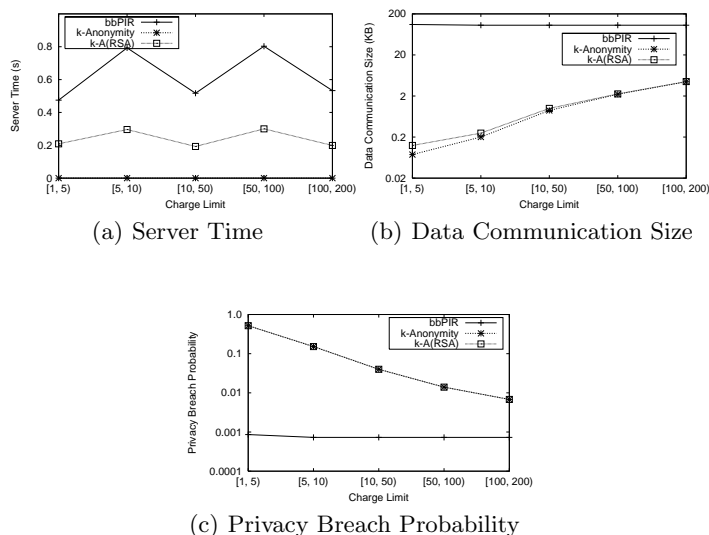 bbPIR
k-Anonymity
k-A(RSA)
0.8
0.6
0.4
0.2
0
Server Time (s)
[1, 5) [5, 10) [10, 50) [50, 100) [100, 200)
Charge Limit
(a) Server Time
200
20
2
0.2
0.02
Data Communication Size (KB)
bbPIR
k-Anonymity
k-A(RSA)
[1, 5) [5, 10) [10, 50) [50, 100) [100, 200)
Charge Limit
(b) Data Communication Size
1.0
0.1
0.01
0.001
0.0001
Privacy Breach Probability
bbPIR
k-Anonymity
k-A(RSA)
[1, 5) [5, 10) [10, 50) [50, 100) [100, 200)
Charge Limit
(c) Privacy Breach Probability